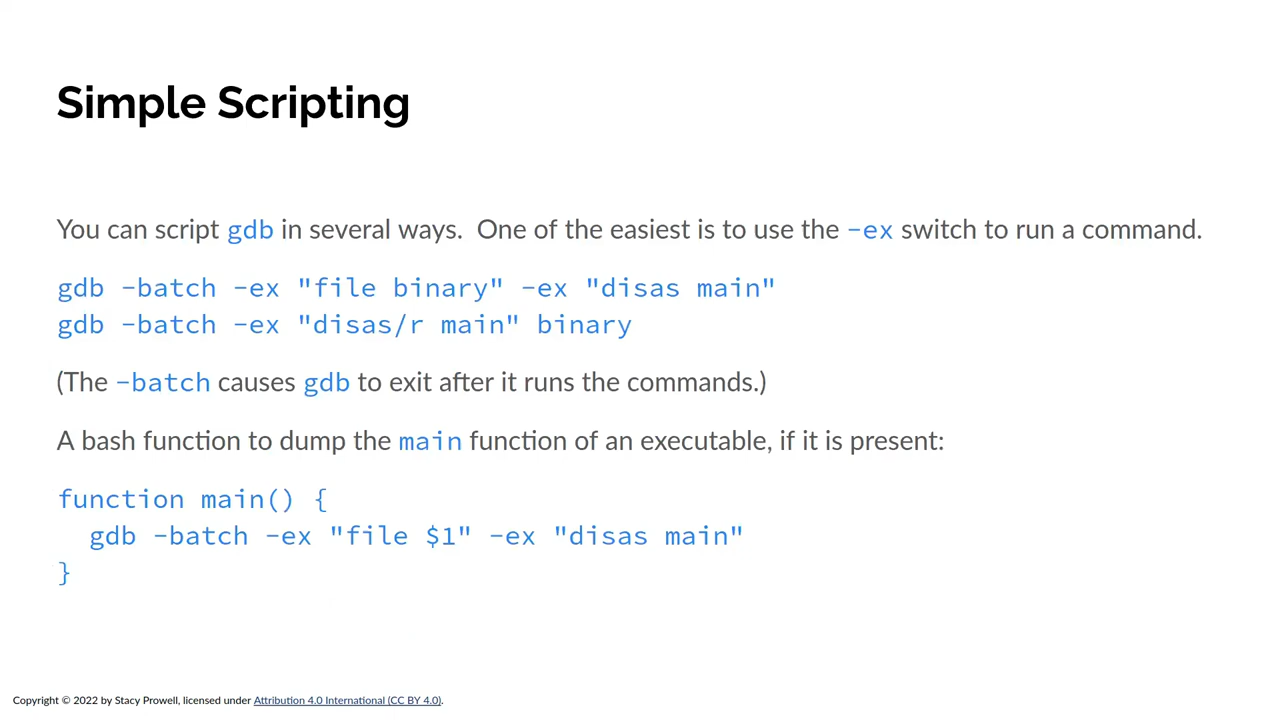 Simple Scripting
You can script gdb in several ways.  One of the easiest is to use the -ex switch to run a command.
gdb -batch -ex "file binary" -ex "disas main"
gdb -batch -ex "disas/r main" binary
(The -batch causes gdb to exit after it runs the commands.)
A bash function to dump the main function of an executable, if it is present:
function main() {
  gdb -batch -ex "file $1" -ex "disas main"
}
Copyright © 2022 by Stacy Prowell, licensed under Attribution 4.0 International (CC BY 4.0).